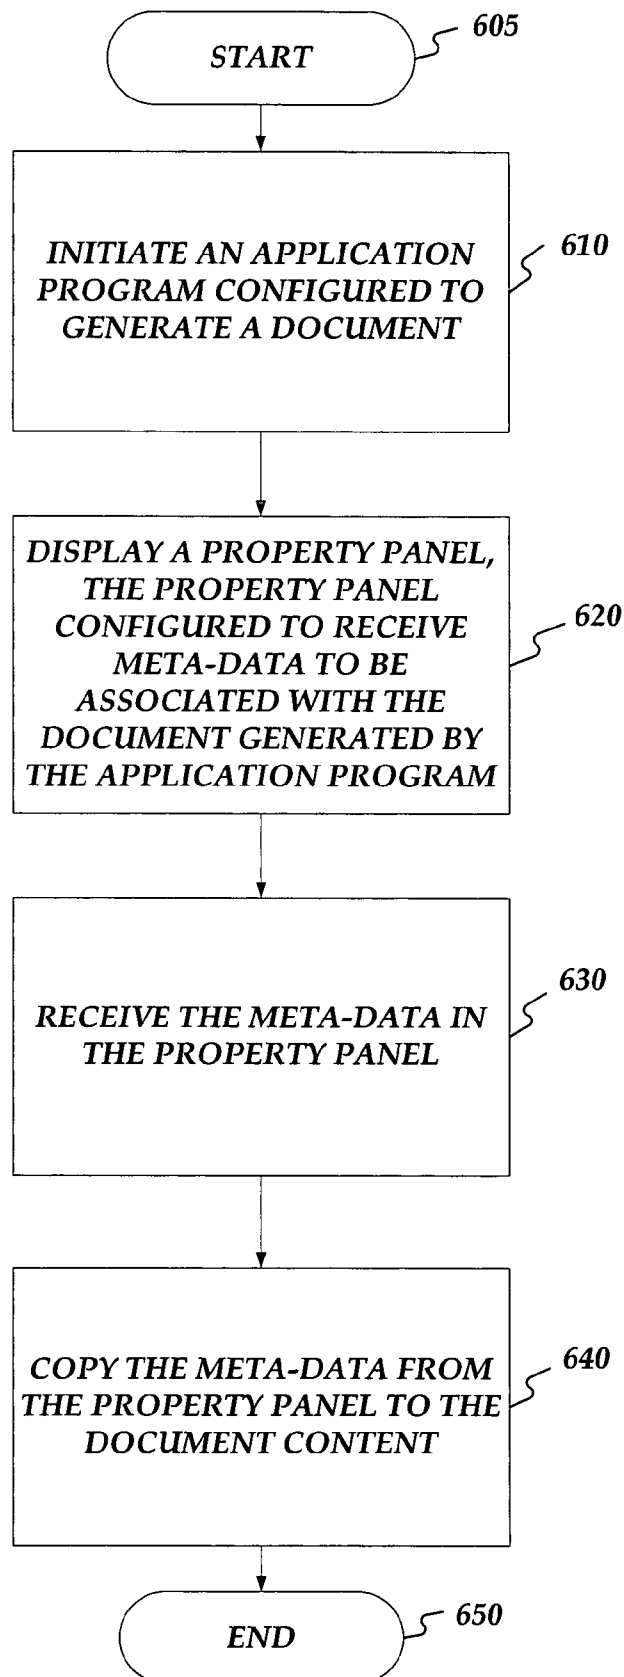 START
605
INITIATE AN APPLICATION
PROGRAM CONFIGURED TO
GENERATE A DOCUMENT
610
DISPLAY A PROPERTY PANEL,
THE PROPERTY PANEL
CONFIGURED TO RECEIVE
META-DATA TO BE
ASSOCIATED WITH THE
DOCUMENT GENERATED BY
THE APPLICATION PROGRAM
620
RECEIVE THE META-DATA IN
THE PROPERTY PANEL
630
COPY THE META-DATA FROM
THE PROPERTY PANEL TO THE
DOCUMENT CONTENT
640
END
650